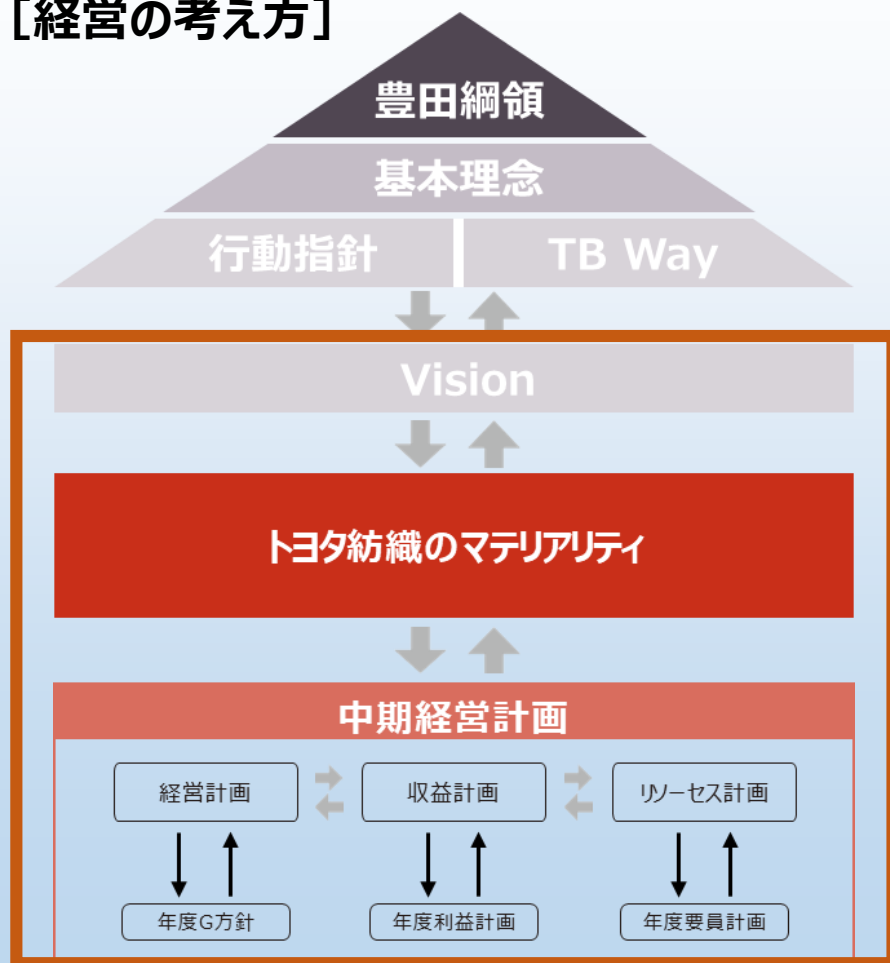 [経営の考え方]
豊田綱領
基本理念
行動指針 TB Way
Vision
トヨタ紡織のマテリアリティ
中期経営計画
経営計画 収益計画 リソーセス計画
年度G方針 年度利益計画 年度要員計画